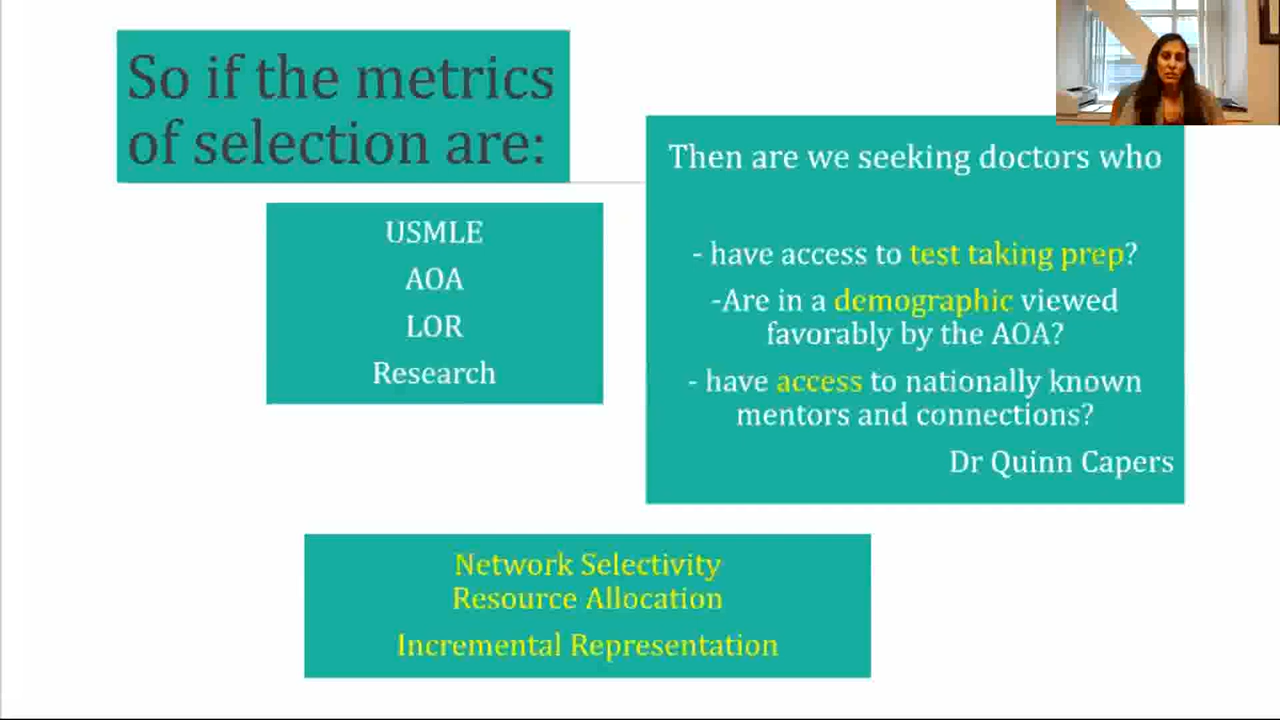 So if the metrics
of selection are:
USMLE
AOA
LOR
Research
Then are we seeking doctors who
- have access to test taking prep?
-Are in a demographic viewed
favorably by the AOA?
- have access to nationally known
mentors and connections?
Dr Quinn Capers
Network Selectivity
Resource Allocation
Incremental Representation